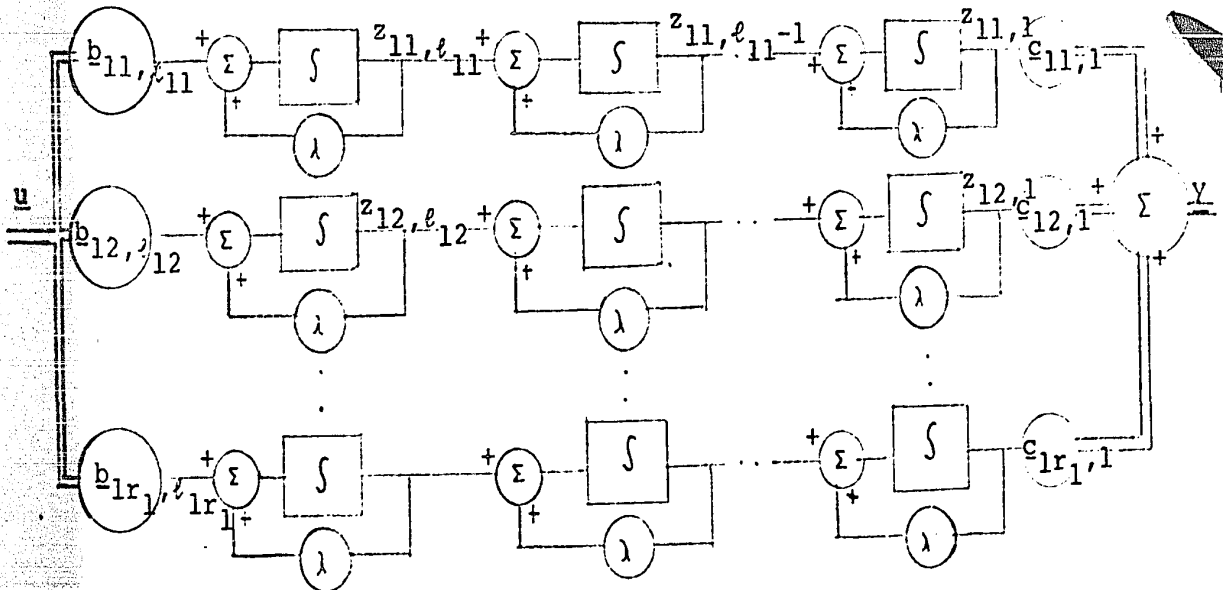 b11,ℓ11 + Σ + ∫ z11,ℓ11 + Σ + ∫ z11,ℓ11-1 ... + Σ + ∫ z11,1 c11,1 +
λ λ λ
u b12,ℓ12 + Σ + ∫ z12,ℓ12 + Σ + ∫ ... + Σ + ∫ z12,1 c12,1 + Σ y
λ λ λ +
b1r1,ℓ1r1 + Σ + ∫ + Σ + ∫ ... + Σ + ∫ c1r1,1
λ λ λ